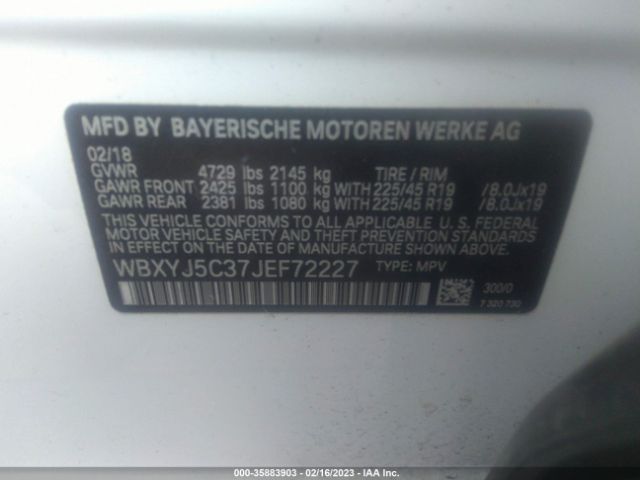 MFD BY BAYERISCHE MOTOREN WERKE AG
02/18
GVWR 4729 lbs 2145 kg TIRE / RIM
GAWR FRONT 2425 lbs 1100 kg WITH 225/45 R19 /8.0Jx19
GAWR REAR 2381 lbs 1080 kg WITH 225/45 R19 /8.0Jx19
THIS VEHICLE CONFORMS TO ALL APPLICABLE U. S. FEDERAL
MOTOR VEHICLE SAFETY, AND THEFT PREVENTION STANDARDS
IN EFFECT ON THE DATE OF MANUFACTURE SHOWN ABOVE.
WBXYJ5C37JEF72227 TYPE: MPV
300/0
7 320 730
000-35883903 - 02/16/2023 - IAA Inc.